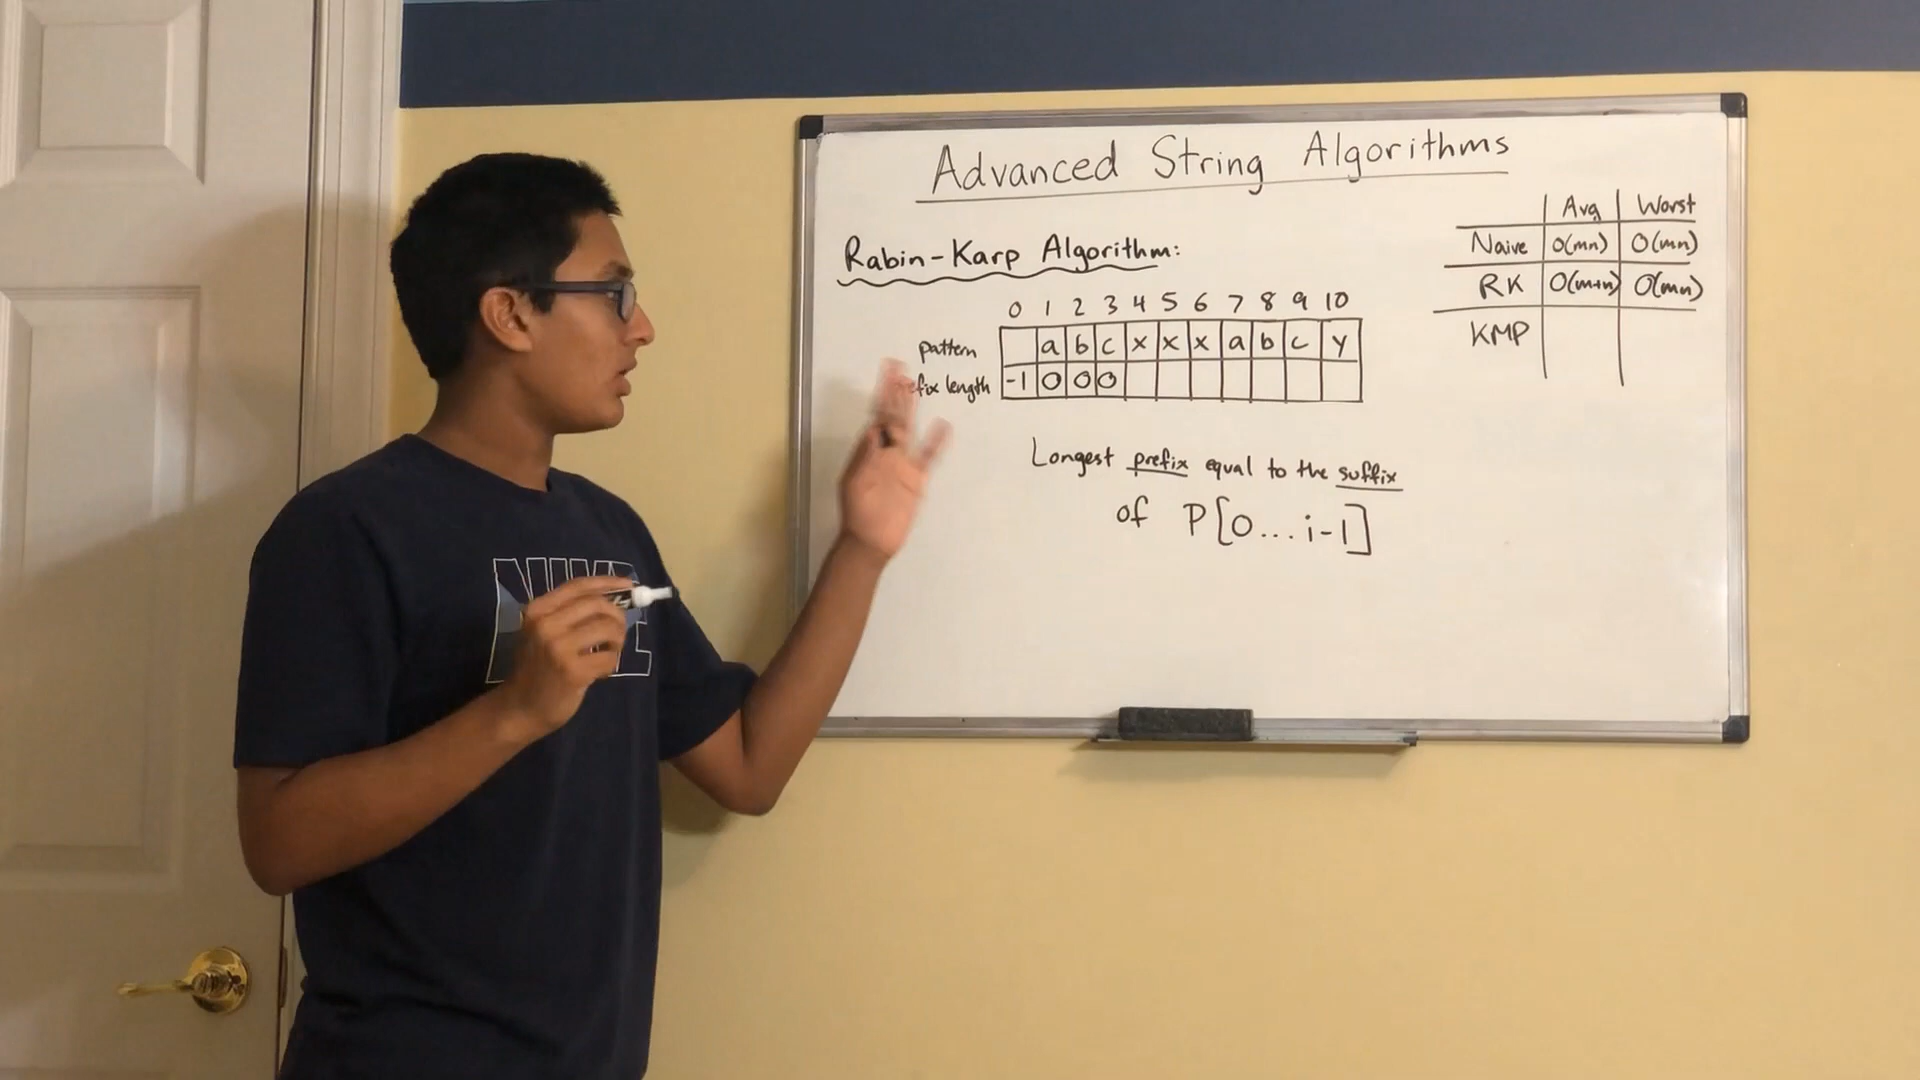 Advanced String Algorithms
Rabin-Karp Algorithm:
0 1 2 3 4 5 6 7 8 9 10
pattern a b c x x x a b c y
length -1 0 0 0
Longest prefix equal to the suffix
of P[0...i-1]
Avg Worst
Naive O(mn) O(mn)
RK O(m+n) O(mn)
KMP
NIKE